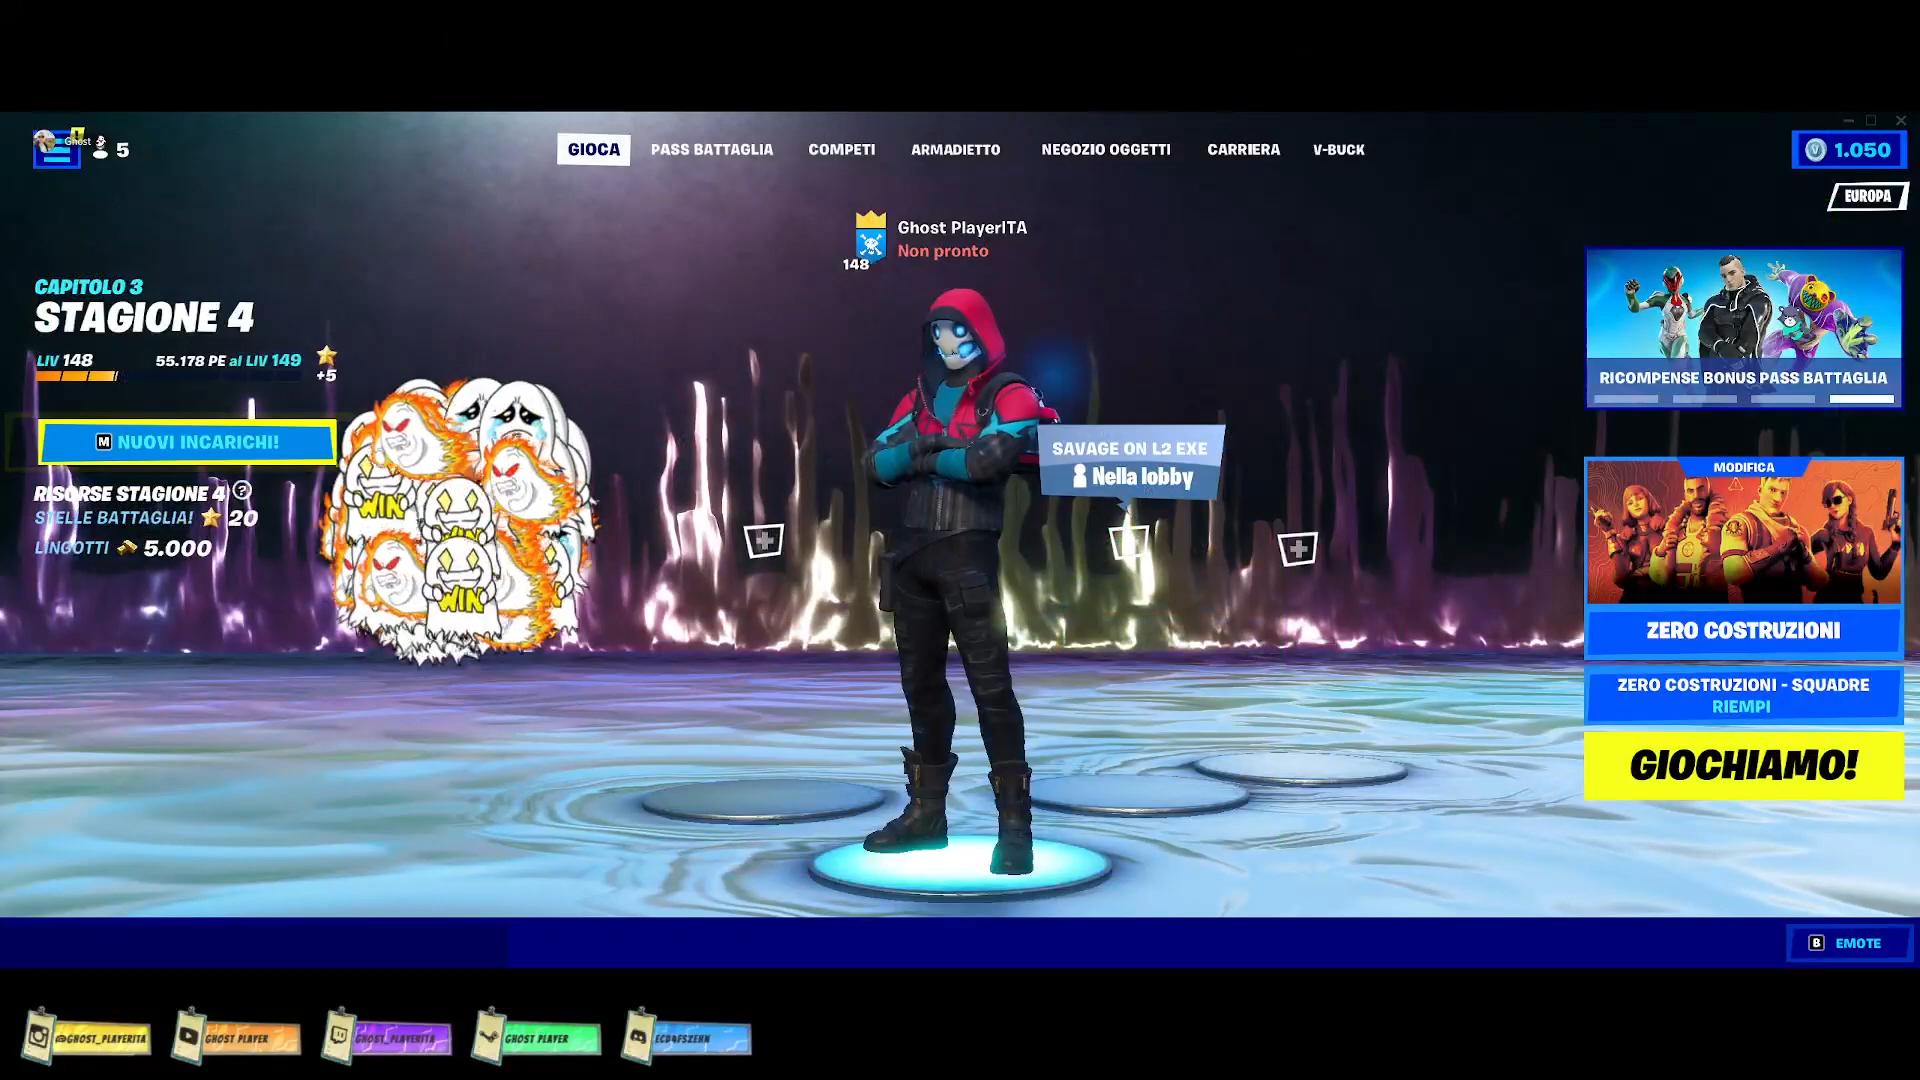 Ghost
5
GIOCA
PASS BATTAGLIA
COMPETI
ARMADIETTO
NEGOZIO OGGETTI
CARRIERA
V-BUCK
1.050
EUROPA
Ghost PlayerITA
Non pronto
148
CAPITOLO 3
STAGIONE 4
LIV 148
55.178 PE al LIV 149
+5
M NUOVI INCARICHI!
RISORSE STAGIONE 4 ?
STELLE BATTAGLIA! 20
LINGOTTI 5.000
WIN
WIN
WIN
SAVAGE ON L2 EXE
Nella lobby
RICOMPENSE BONUS PASS BATTAGLIA
MODIFICA
ZERO COSTRUZIONI
ZERO COSTRUZIONI - SQUADRE
RIEMPI
GIOCHIAMO!
B EMOTE
@GHOST_PLAYERITA
GHOST PLAYER
GHOST_PLAYERITA
GHOST PLAYER